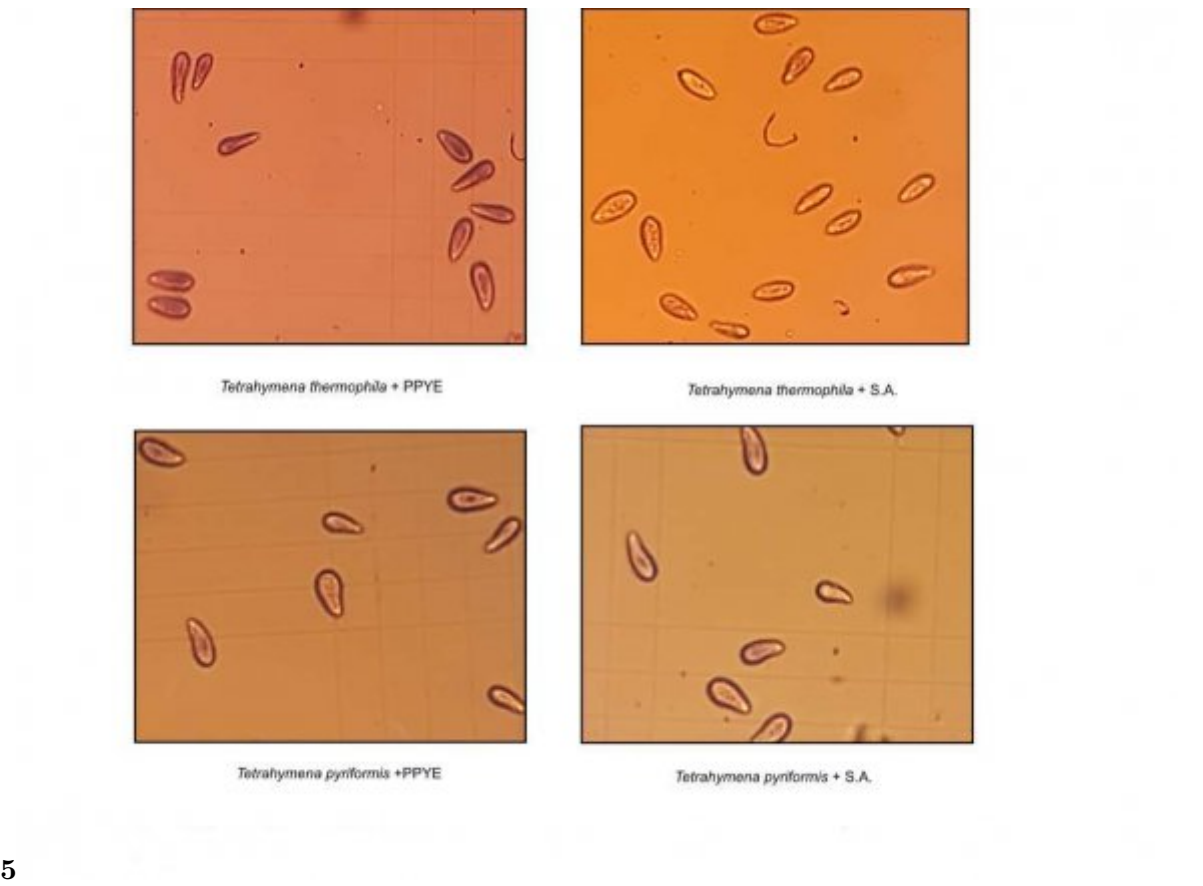 Tetrahymena thermophila + PPYE
Tetrahymena thermophila + S.A.
Tetrahymena pyriformis +PPYE
Tetrahymena pyriformis + S.A.
5